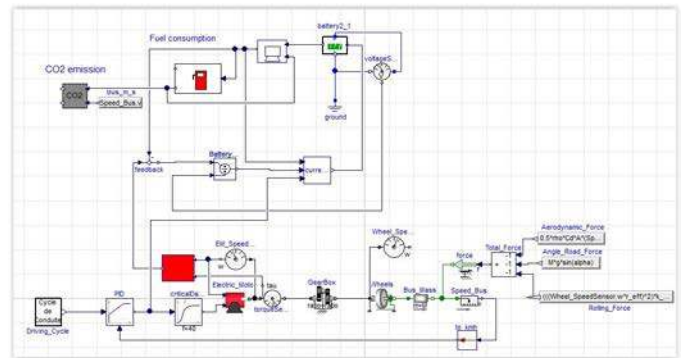 battery2_1
Fuel consumption
voltageS...
CO2 emission
bus_m_s
CO2
Speed_Bus.v
ground
Battery...
feedback
curre...
Wheel_Spe...
w
Aerodynamic_Force
0.5*rho*Cd*A*(Sp...
Elit_Speed...
w
force
Total_Force
Angle_Road_Force
M*g*sin(alpha)
Electric_Moto
tau
GearBox
Wheels
Bus_Mass
Speed_Bus
PID
criticalDa...
torqueSe...
Cycle
de
Conduite
f=40
Driving_Cycle
Rolling_Force
to_kmh